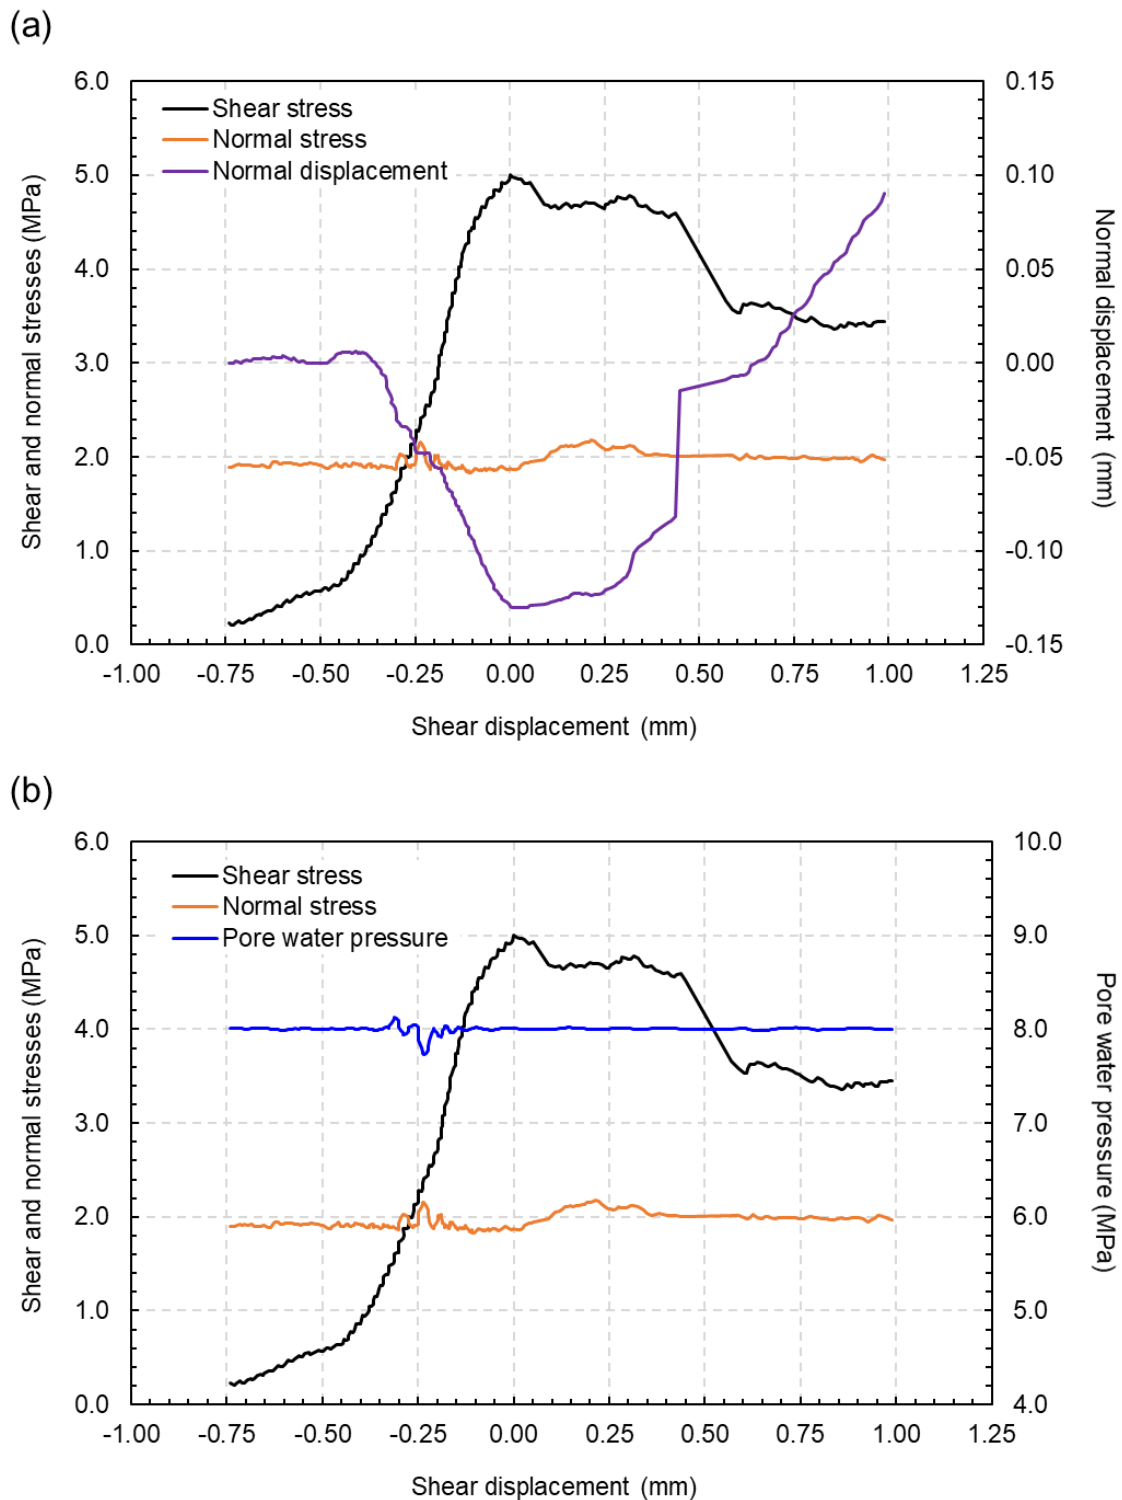 (a)
6.0
5.0
4.0
3.0
2.0
1.0
0.0
Shear and normal stresses (MPa)
Shear stress
Normal stress
Normal displacement
0.15
0.10
0.05
0.00
-0.05
-0.10
-0.15
Normal displacement (mm)
-1.00 -0.75 -0.50 -0.25 0.00 0.25 0.50 0.75 1.00 1.25
Shear displacement (mm)
(b)
6.0
5.0
4.0
3.0
2.0
1.0
0.0
Shear and normal stresses (MPa)
Shear stress
Normal stress
Pore water pressure
10.0
9.0
8.0
7.0
6.0
5.0
4.0
Pore water pressure (MPa)
-1.00 -0.75 -0.50 -0.25 0.00 0.25 0.50 0.75 1.00 1.25
Shear displacement (mm)